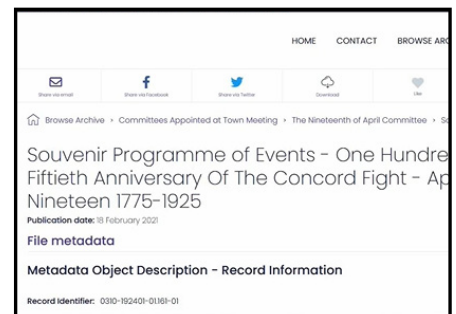 HOME CONTACT BROWSE ARC
Share via email Share via Facebook Share via Twitter Download Like
Browse Archive › Committees Appointed at Town Meeting › The Nineteenth of April Committee › So
Souvenir Programme of Events - One Hundre
Fiftieth Anniversary Of The Concord Fight - Ap
Nineteen 1775-1925
Publication date: 18 February 2021
File metadata
Metadata Object Description - Record Information
Record Identifier: 0310-192401-01.161-01